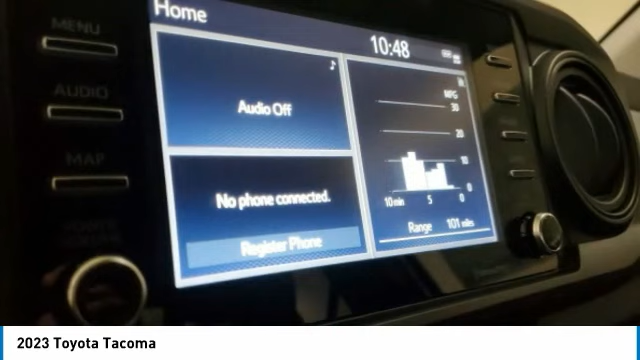 Home
10:48
MENU
AUDIO
MAP
Audio Off
No phone connected.
Register Phone
MPG
30
20
10
0
10 min 5 0
Range 101 miles
2023 Toyota Tacoma